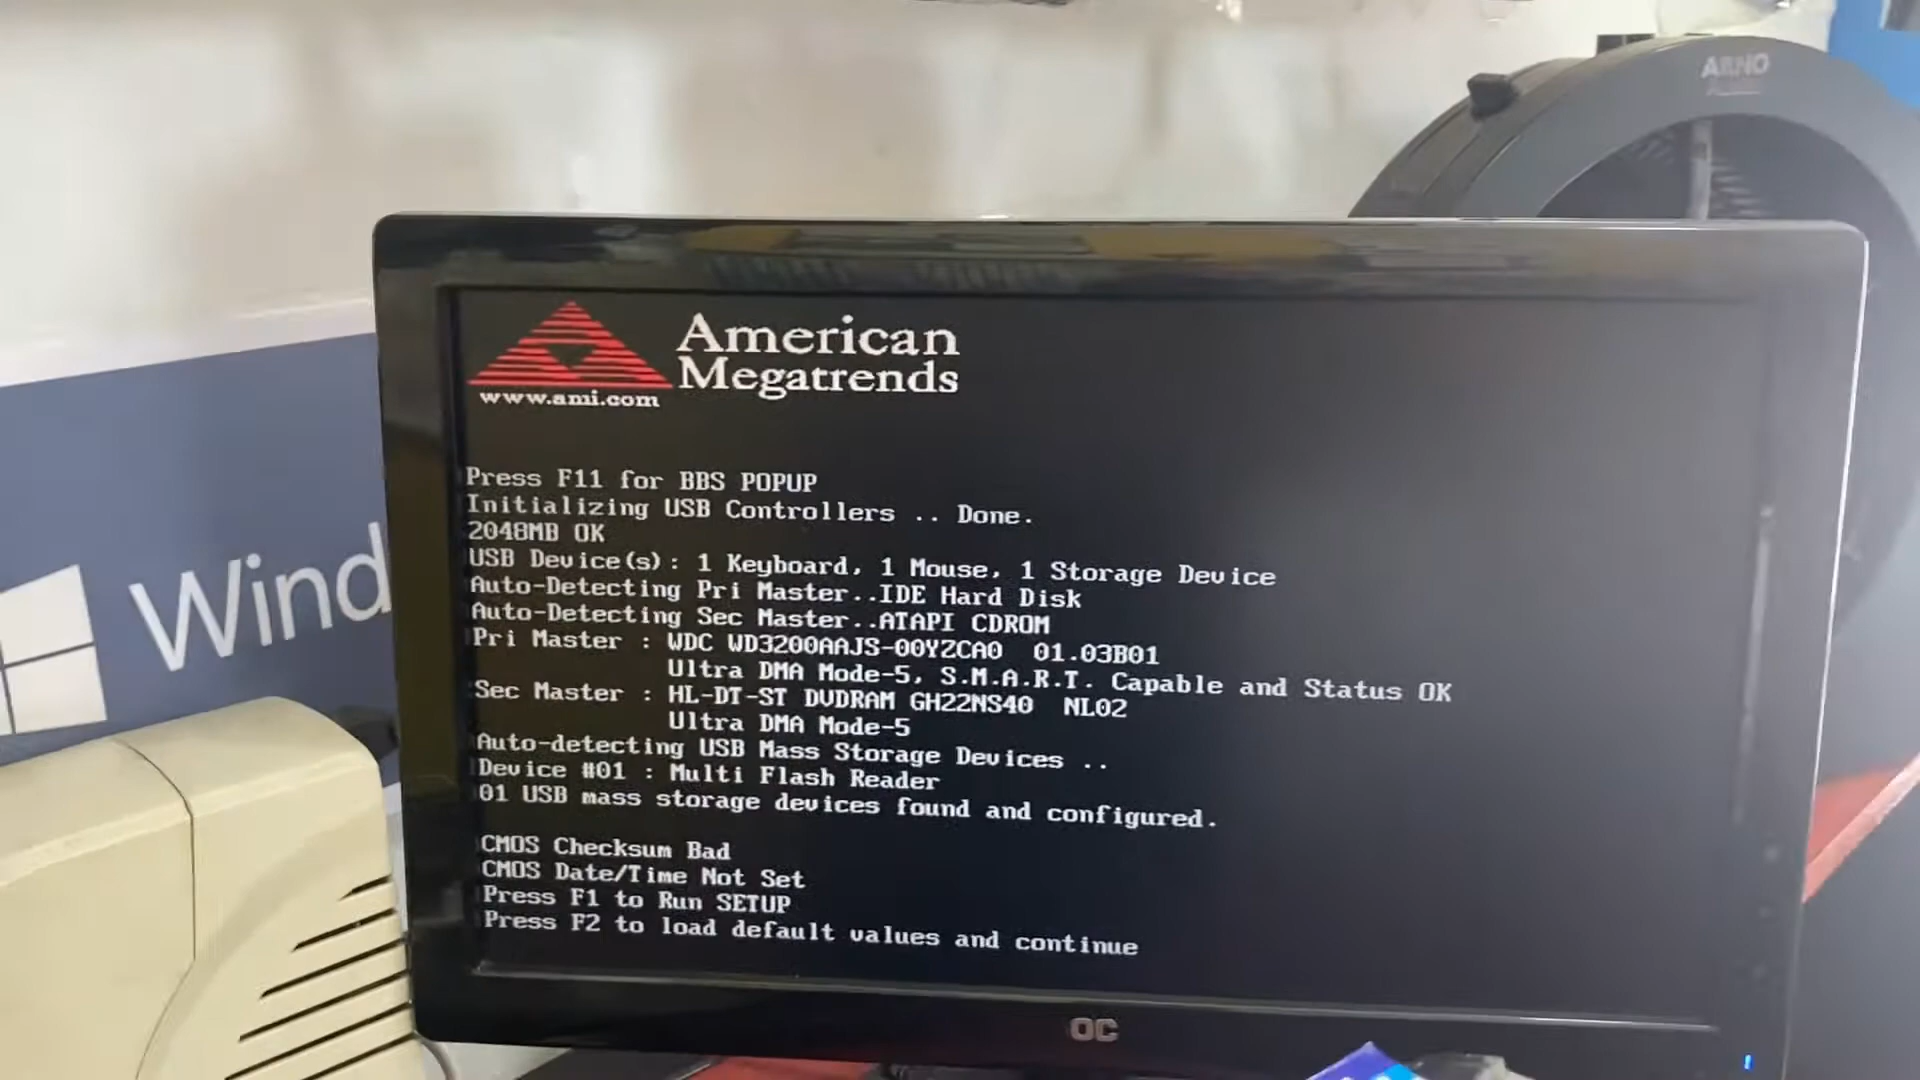 ARNO
American
Megatrends
www.ami.com
Press F11 for BBS POPUP
Initializing USB Controllers .. Done.
2048MB OK
USB Device(s): 1 Keyboard, 1 Mouse, 1 Storage Device
Auto-Detecting Pri Master..IDE Hard Disk
Auto-Detecting Sec Master..ATAPI CDROM
Pri Master : WDC WD3200AAJS-00YZCA0 01.03B01
Ultra DMA Mode-5, S.M.A.R.T. Capable and Status OK
Sec Master : HL-DT-ST DVDRAM GH22NS40 NL02
Ultra DMA Mode-5
Auto-detecting USB Mass Storage Devices ..
Device #01 : Multi Flash Reader
01 USB mass storage devices found and configured.
CMOS Checksum Bad
CMOS Date/Time Not Set
Press F1 to Run SETUP
Press F2 to load default values and continue
Wind